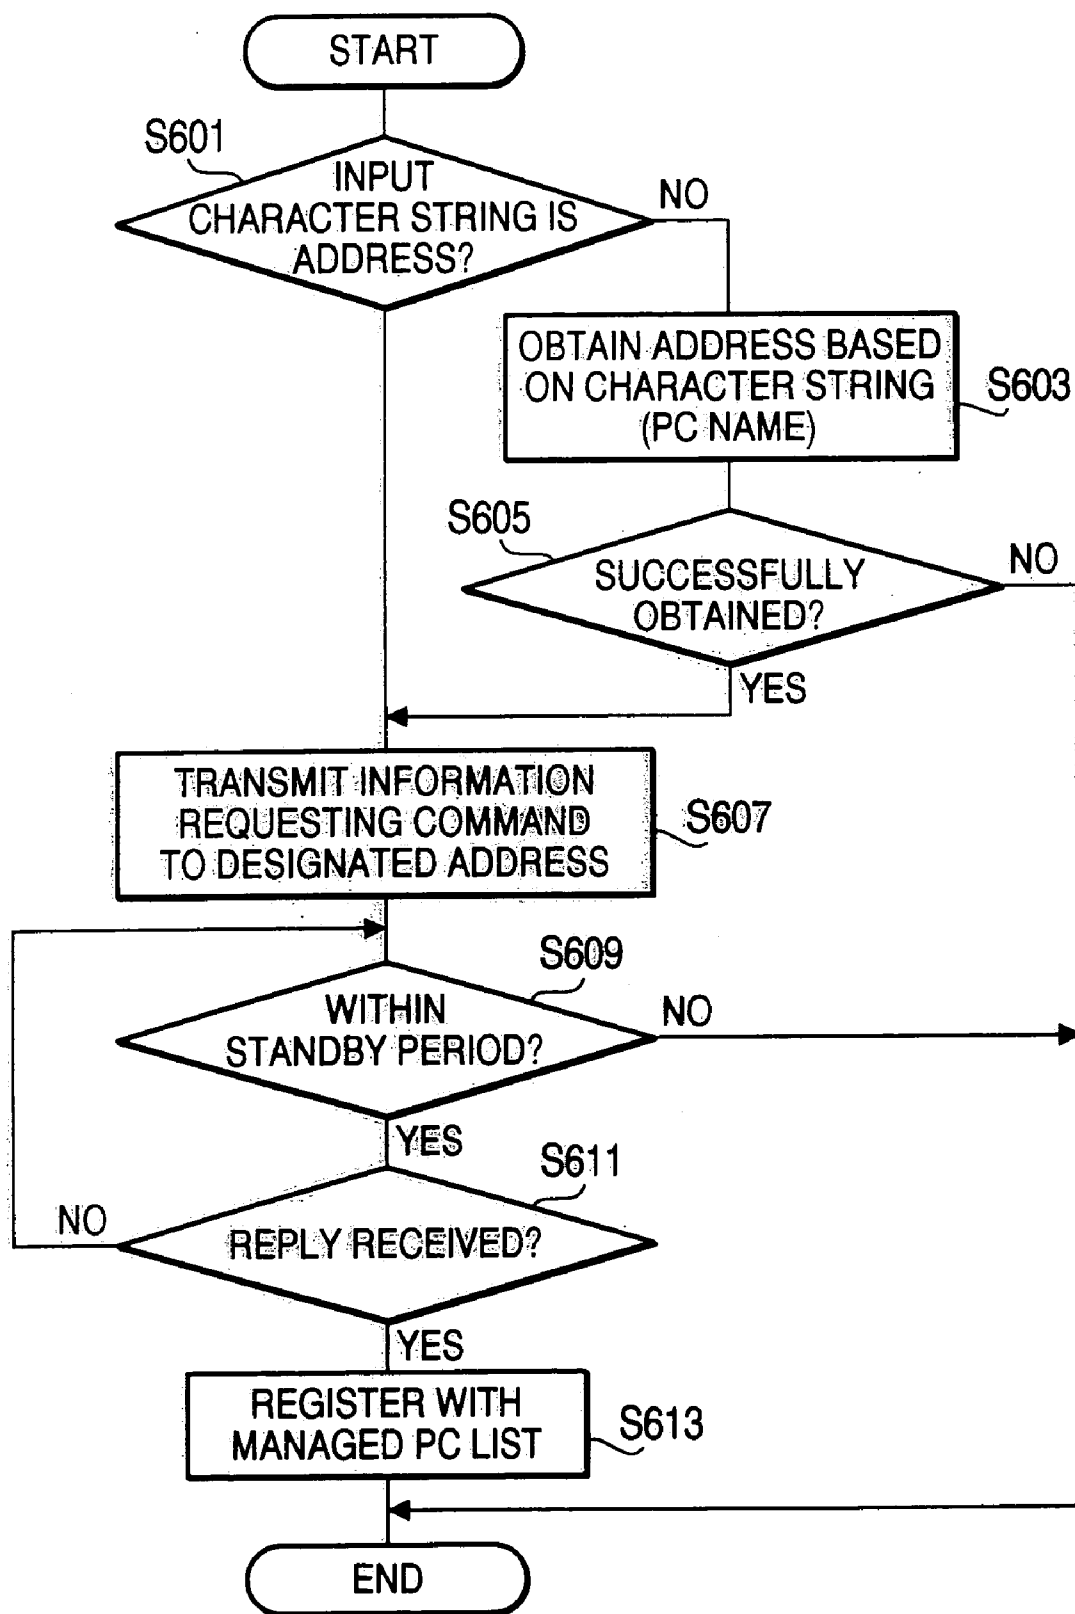 START
S601
INPUT
CHARACTER STRING IS
ADDRESS?
NO
OBTAIN ADDRESS BASED
ON CHARACTER STRING
(PC NAME)
S603
S605
SUCCESSFULLY
OBTAINED?
NO
YES
TRANSMIT INFORMATION
REQUESTING COMMAND
TO DESIGNATED ADDRESS
S607
S609
WITHIN
STANDBY PERIOD?
NO
YES
S611
REPLY RECEIVED?
NO
YES
REGISTER WITH
MANAGED PC LIST
S613
END